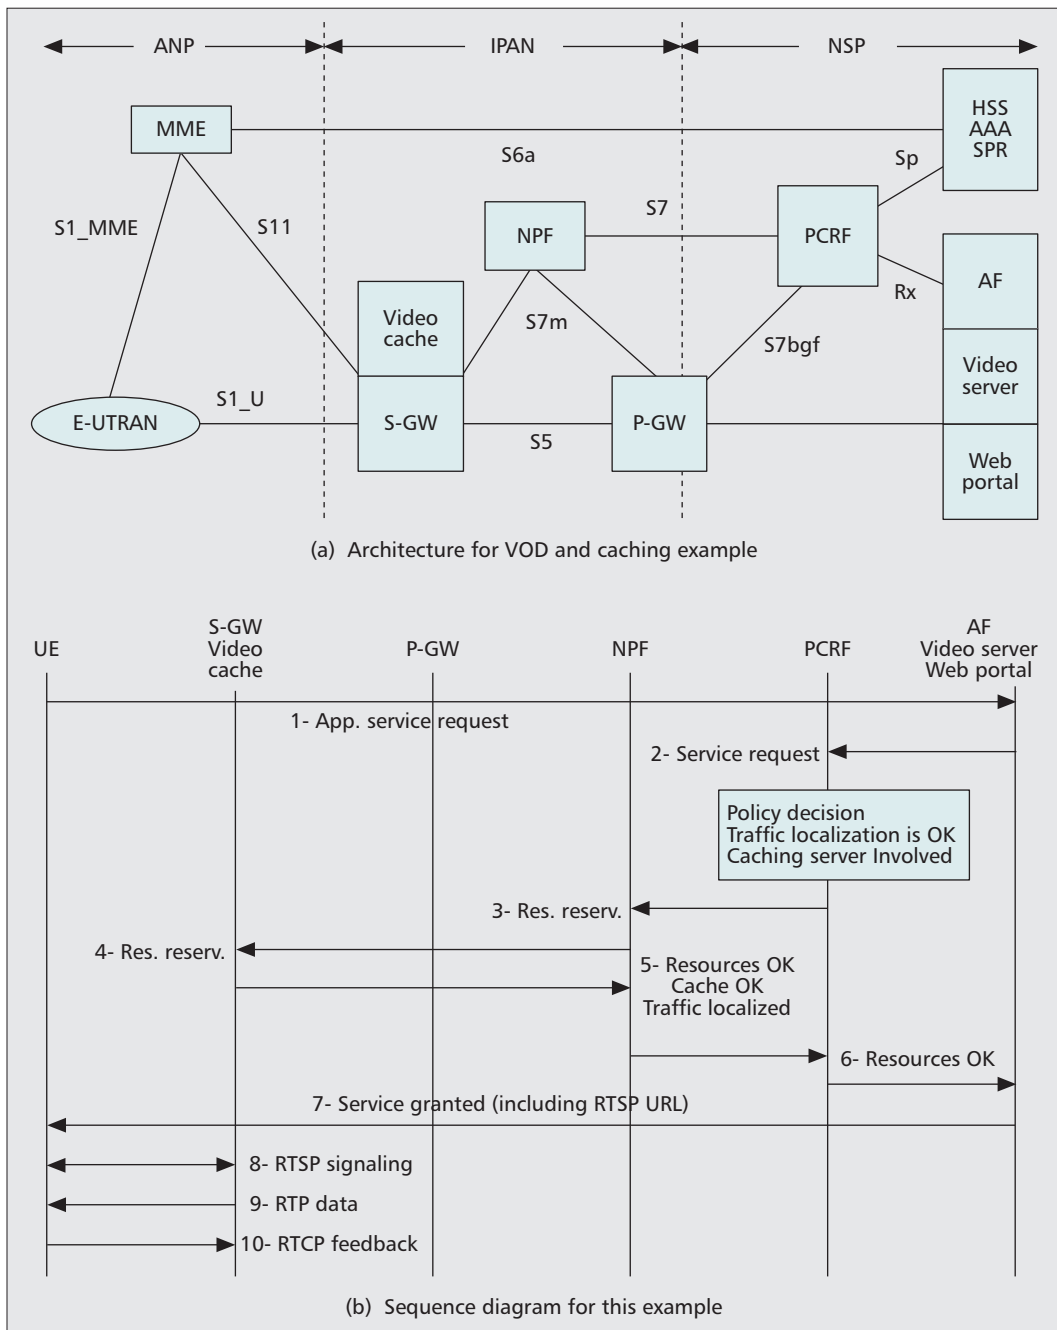 ANP
IPAN
NSP
MME
HSS
AAA
SPR
S6a
Sp
S1_MME
S11
NPF
S7
PCRF
Rx
AF
Video
cache
S7m
S7bgf
Video
server
E-UTRAN
S1_U
S-GW
S5
P-GW
Web
portal
(a) Architecture for VOD and caching example
UE
S-GW
Video
cache
P-GW
NPF
PCRF
AF
Video server
Web portal
1- App. service request
2- Service request
Policy decision
Traffic localization is OK
Caching server Involved
3- Res. reserv.
4- Res. reserv.
5- Resources OK
Cache OK
Traffic localized
6- Resources OK
7- Service granted (including RTSP URL)
8- RTSP signaling
9- RTP data
10- RTCP feedback
(b) Sequence diagram for this example